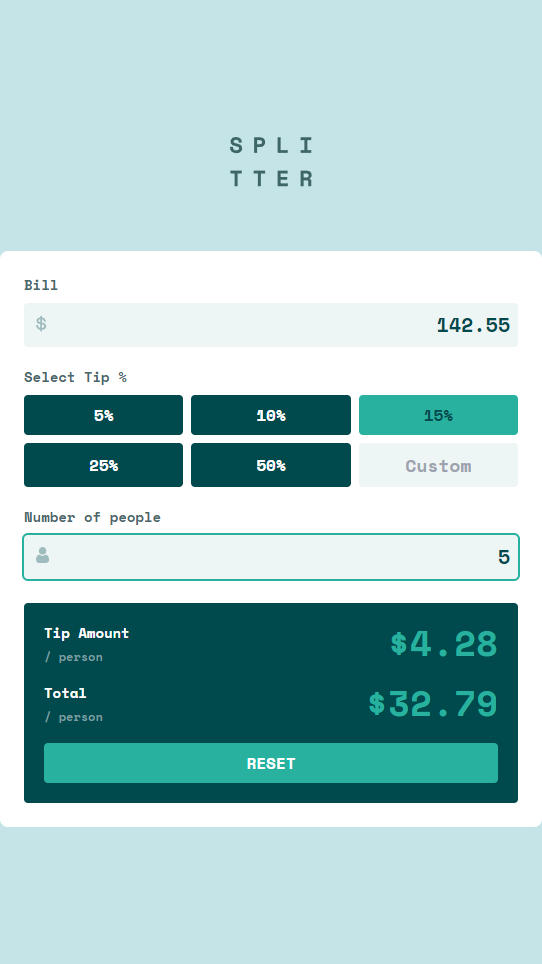 SPLI
TTER
Bill
$ 142.55
Select Tip %
5% 10% 15%
25% 50% Custom
Number of people
5
Tip Amount
/ person
$4.28
Total
/ person
$32.79
RESET